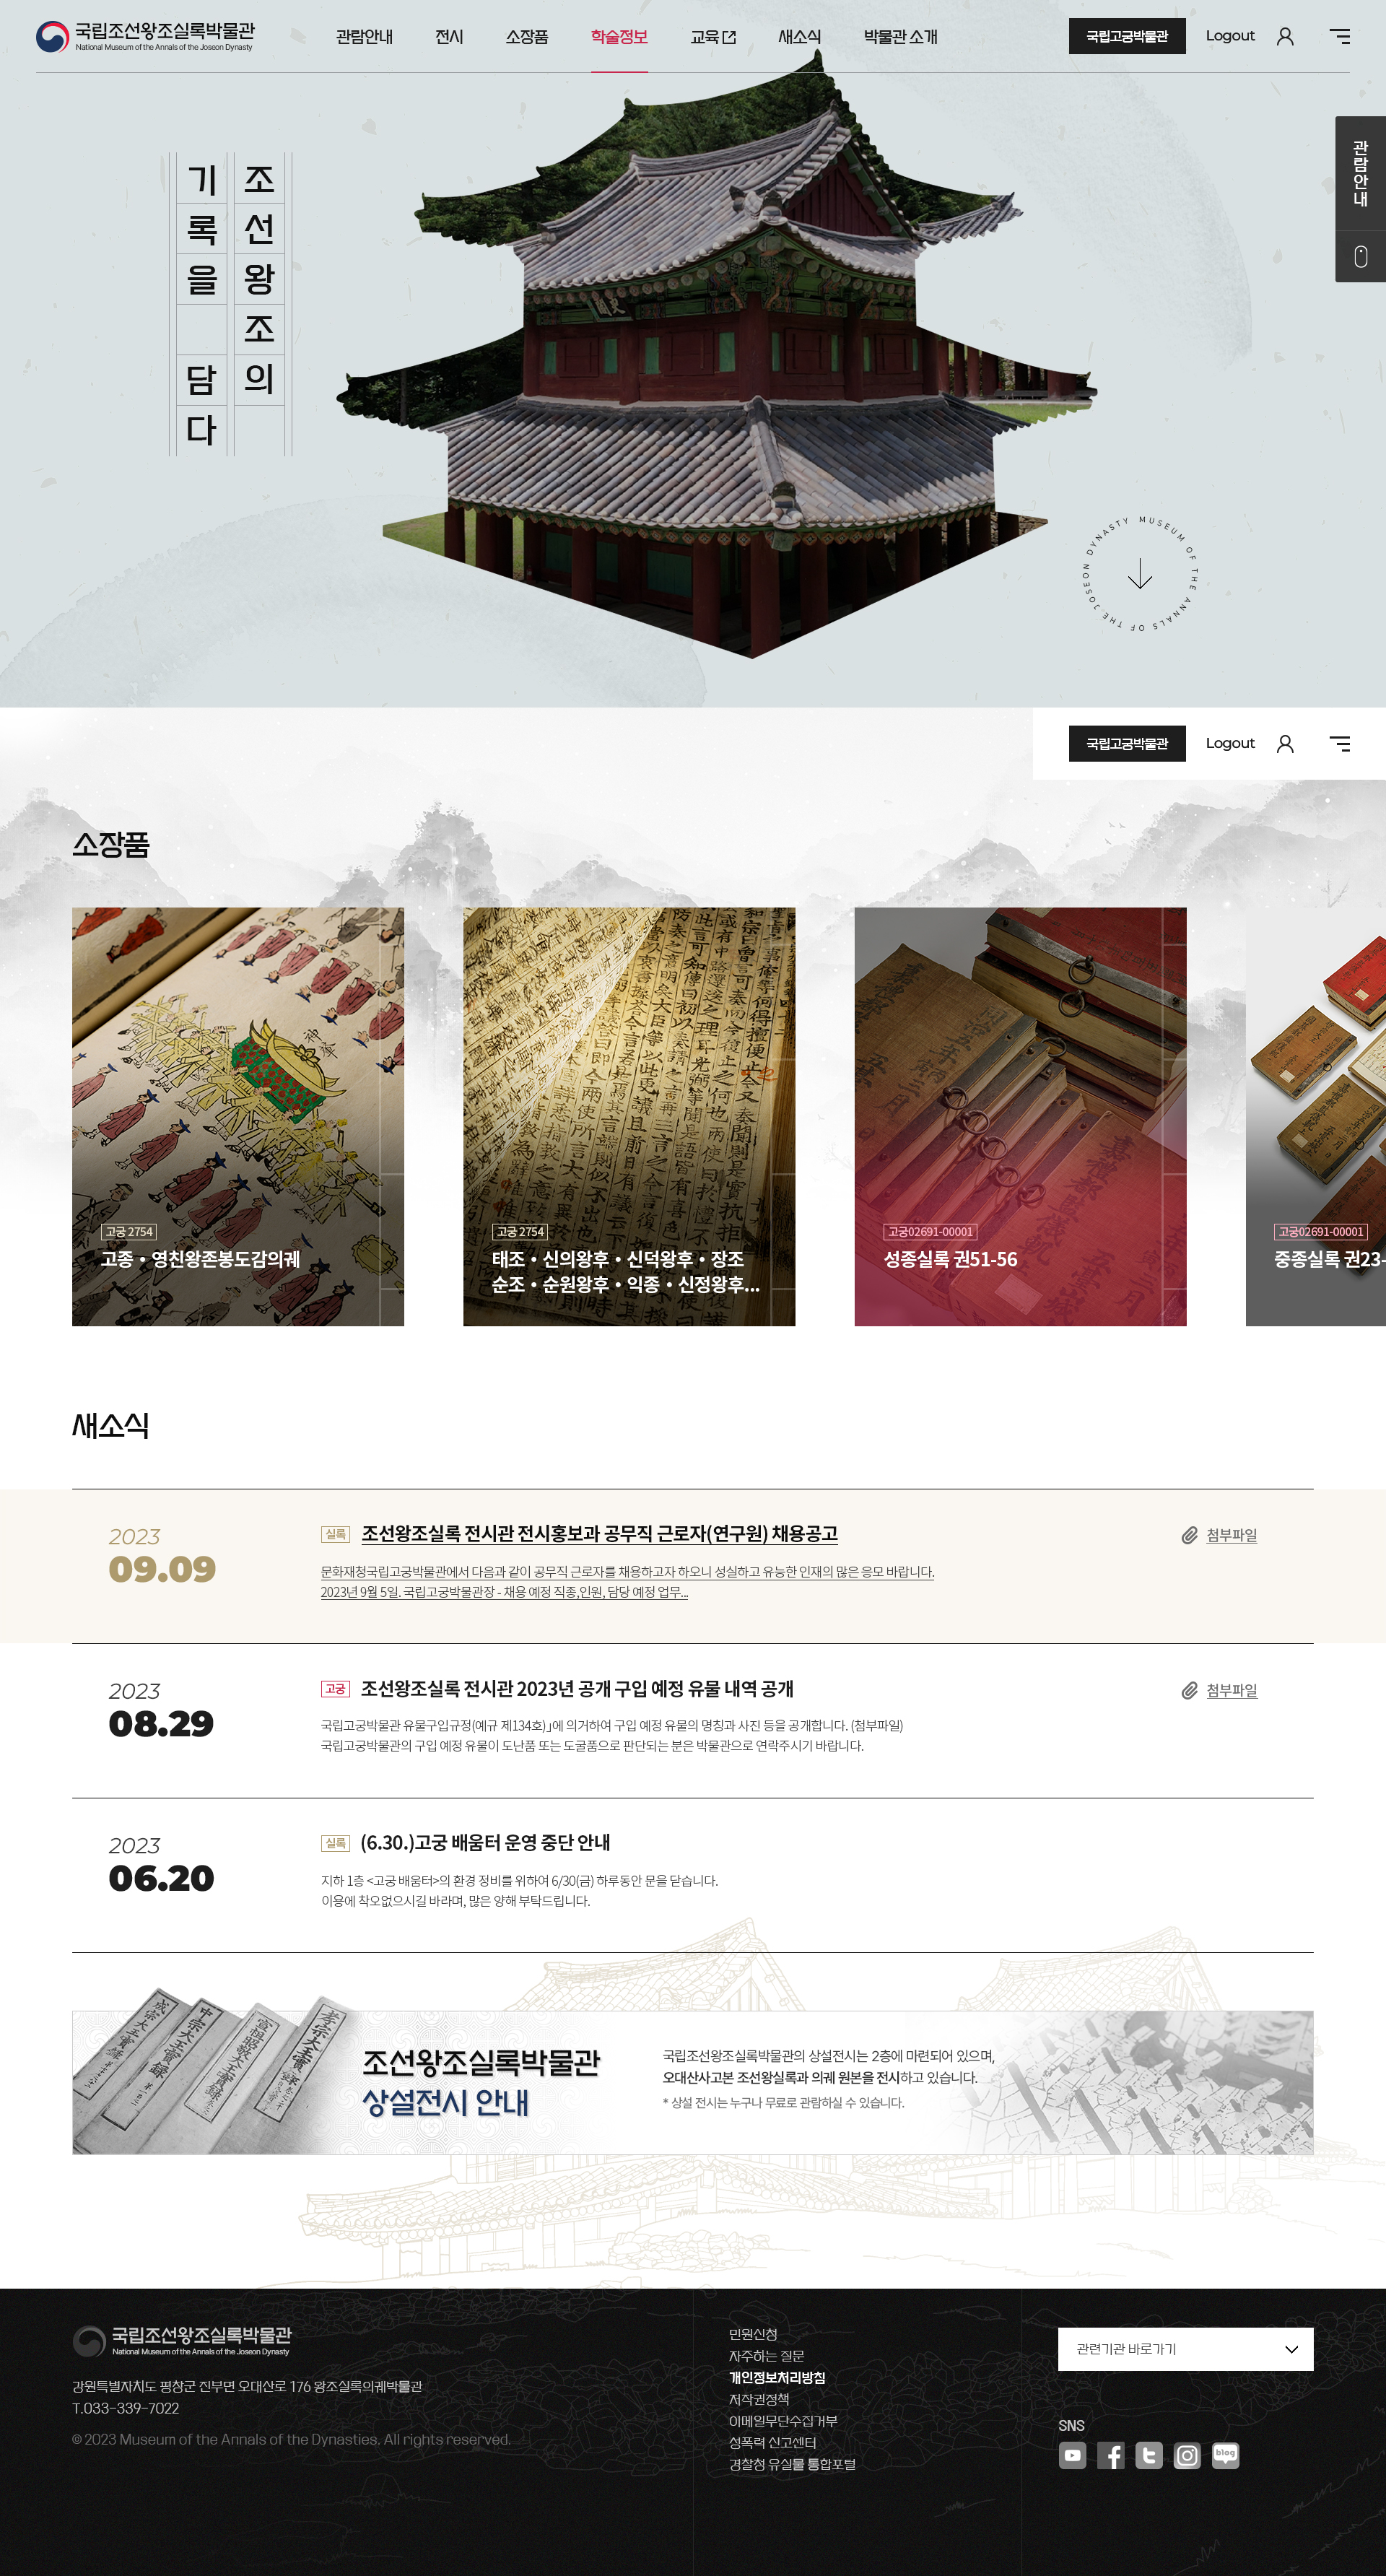 국립조선왕조실록박물관
National Museum of the Annals of the Joseon Dynasty
관람안내
전시
소장품
학술정보
교육
새소식
박물관 소개
국립고궁박물관
Logout
관람안내
조선왕조의
기록을 담다
MUSEUM OF THE ANNALS OF THE JOSEON DYNASTY
국립고궁박물관
Logout
소장품
고궁 2754
고종・영친왕존봉도감의궤
고궁 2754
태조・신의왕후・신덕왕후・장조
순조・순원왕후・익종・신정왕후...
고궁02691-00001
성종실록 권51-56
고궁02691-00001
중종실록 권23-
새소식
2023
09.09
실록
조선왕조실록 전시관 전시홍보과 공무직 근로자(연구원) 채용공고
문화재청국립고궁박물관에서 다음과 같이 공무직 근로자를 채용하고자 하오니 성실하고 유능한 인재의 많은 응모 바랍니다.
2023년 9월 5일. 국립고궁박물관장 - 채용 예정 직종,인원, 담당 예정 업무...
첨부파일
2023
08.29
고궁
조선왕조실록 전시관 2023년 공개 구입 예정 유물 내역 공개
국립고궁박물관 유물구입규정(예규 제134호)」에 의거하여 구입 예정 유물의 명칭과 사진 등을 공개합니다. (첨부파일)
국립고궁박물관의 구입 예정 유물이 도난품 또는 도굴품으로 판단되는 분은 박물관으로 연락주시기 바랍니다.
첨부파일
2023
06.20
실록
(6.30.)고궁 배움터 운영 중단 안내
지하 1층 <고궁 배움터>의 환경 정비를 위하여 6/30(금) 하루동안 문을 닫습니다.
이용에 착오없으시길 바라며, 많은 양해 부탁드립니다.
成宗大王實錄
中宗大王實錄
宣祖昭敬大王實錄
孝宗大王實錄
조선왕조실록박물관
상설전시 안내
국립조선왕조실록박물관의 상설전시는 2층에 마련되어 있으며,
오대산사고본 조선왕실록과 의궤 원본을 전시하고 있습니다.
* 상설 전시는 누구나 무료로 관람하실 수 있습니다.
국립조선왕조실록박물관
National Museum of the Annals of the Joseon Dynasty
강원특별자치도 평창군 진부면 오대산로 176 왕조실록의궤박물관
T.033-339-7022
© 2023 Museum of the Annals of the Dynasties. All rights reserved.
민원신청
자주하는 질문
개인정보처리방침
저작권정책
이메일무단수집거부
성폭력 신고센터
경찰청 유실물 통합포털
관련기관 바로가기
SNS
blog